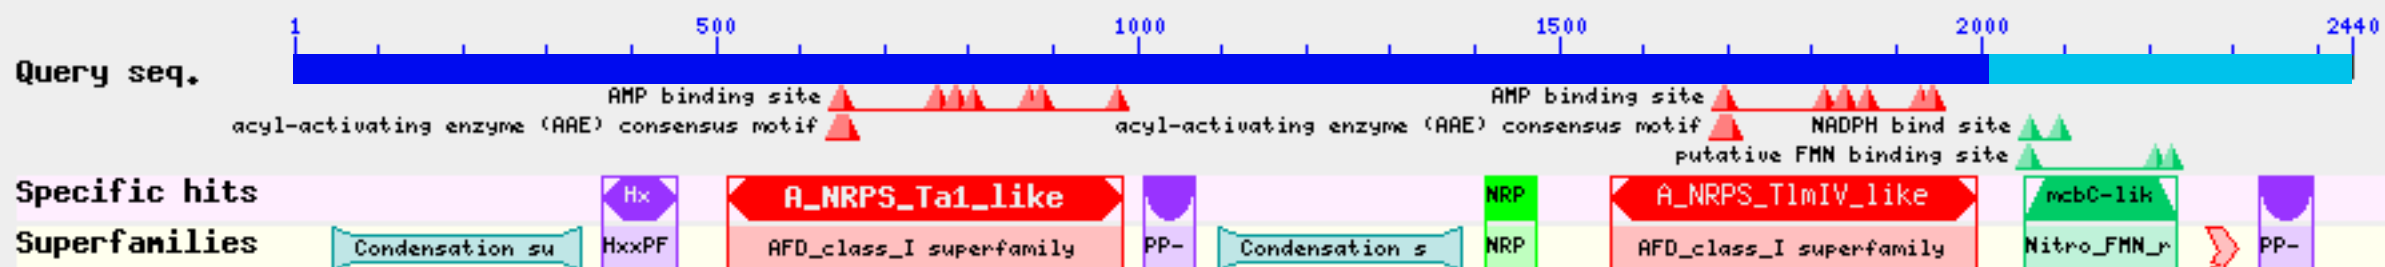 1 500 1000 1500 2000 2440
Query seq.
AMP binding site AMP binding site
acyl-activating enzyme (AAE) consensus motif acyl-activating enzyme (AAE) consensus motif NADPH bind site
putative FMN binding site
Specific hits Hx A_NRPS_Ta1_like NRP A_NRPS_TlmIV_like mcbC-lik
Superfamilies Condensation su HxxPF AFD_class_I superfamily PP- Condensation s NRP AFD_class_I superfamily Nitro_FMN_r PP-